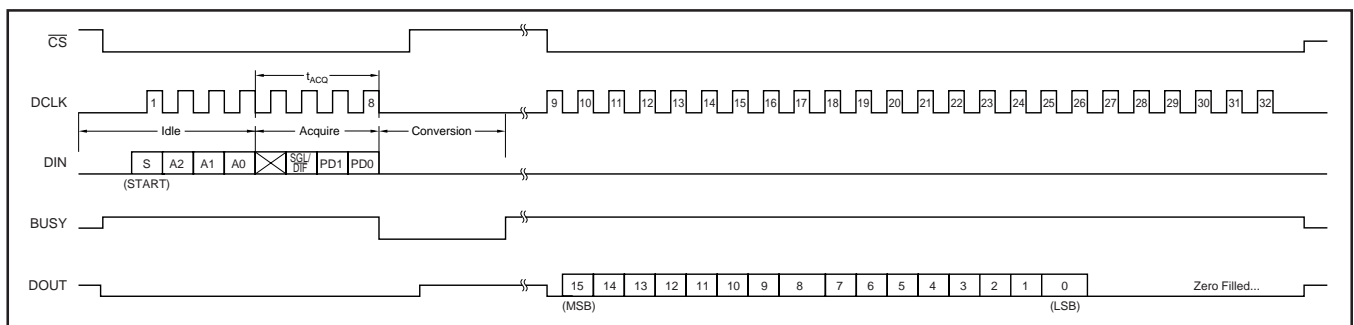 CS
tACQ
DCLK 1 8 9 10 11 12 13 14 15 16 17 18 19 20 21 22 23 24 25 26 27 28 29 30 31 32
Idle Acquire Conversion
DIN S A2 A1 A0 SGL/DIF PD1 PD0
(START)
BUSY
DOUT 15 14 13 12 11 10 9 8 7 6 5 4 3 2 1 0 Zero Filled...
(MSB) (LSB)